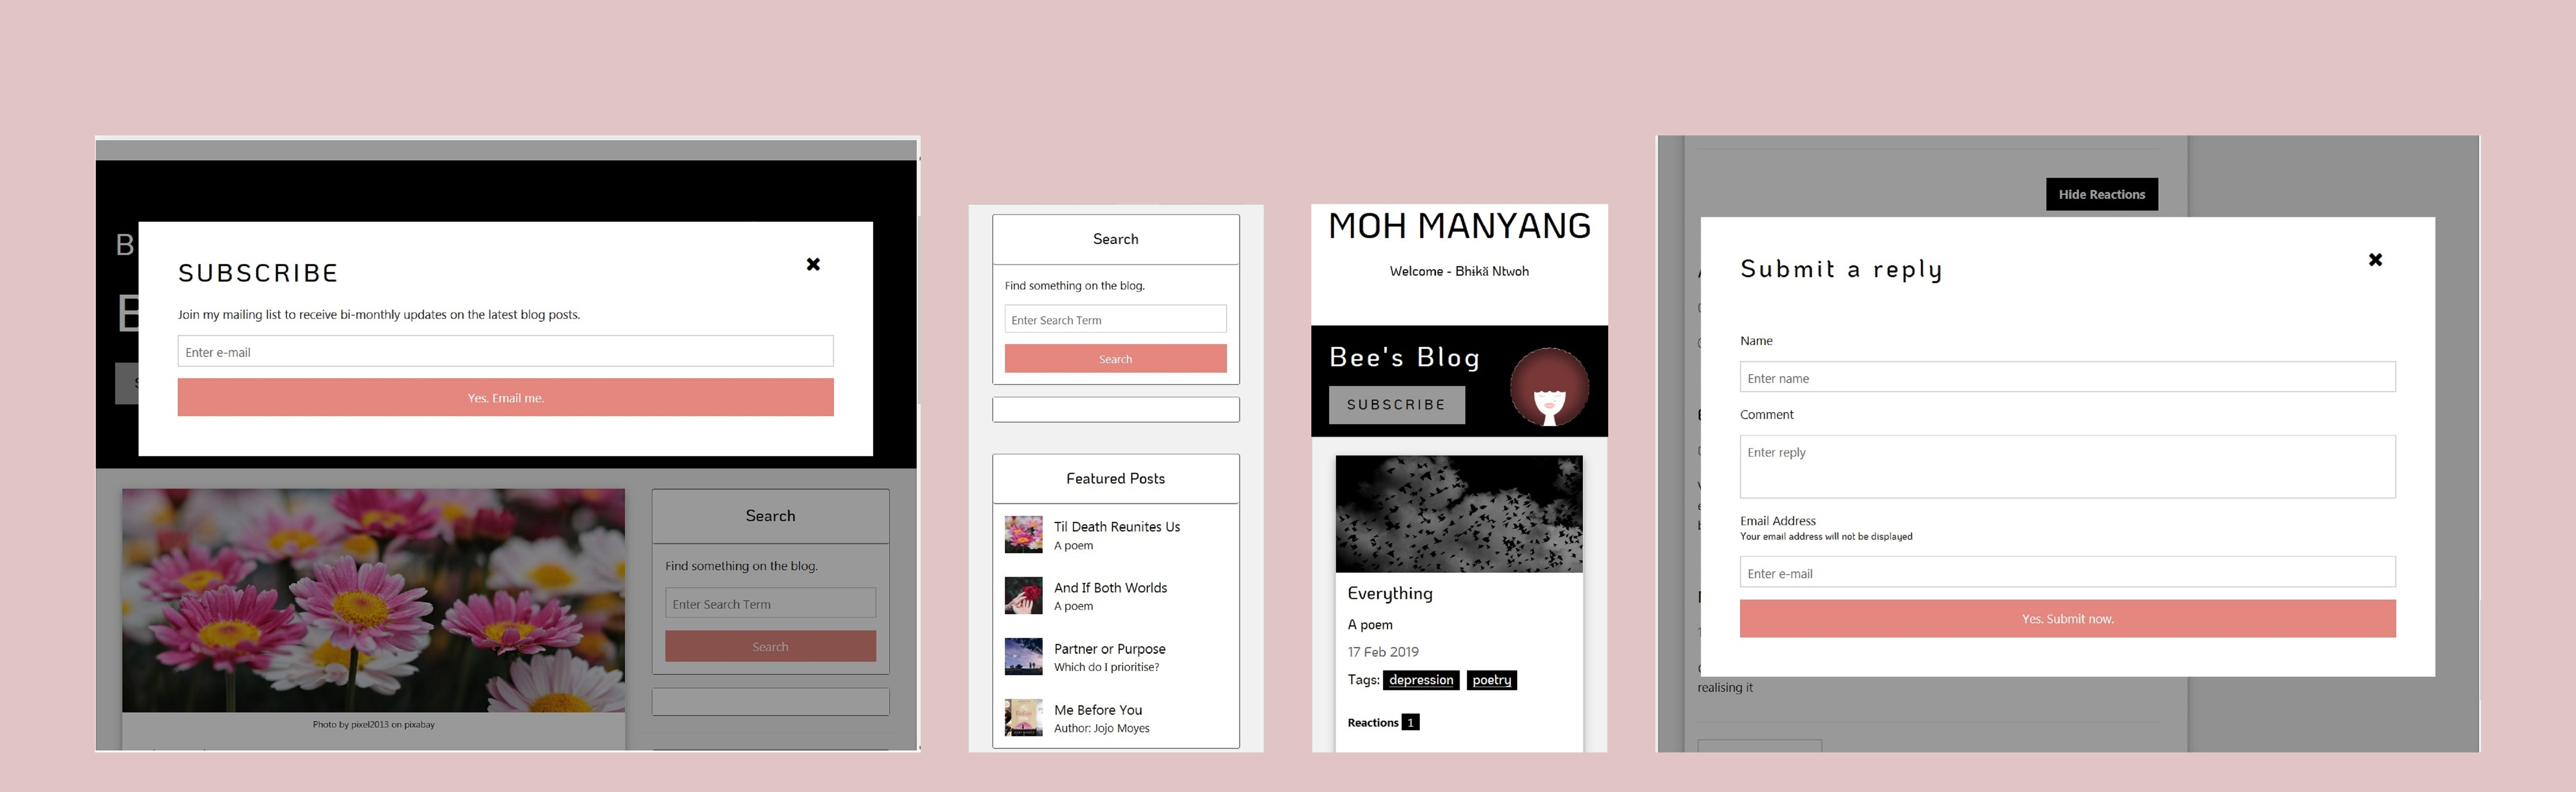 B
B
S
SUBSCRIBE
Join my mailing list to receive bi-monthly updates on the latest blog posts.
Enter e-mail
Yes. Email me.
Photo by pixel2013 on pixabay
Search
Find something on the blog.
Enter Search Term
Search
Search
Find something on the blog.
Enter Search Term
Search
Featured Posts
Til Death Reunites Us
A poem
And If Both Worlds
A poem
Partner or Purpose
Which do I prioritise?
Me Before You
Author: Jojo Moyes
MOH MANYANG
Welcome - Bhikä Ntwoh
Bee's Blog
SUBSCRIBE
Everything
A poem
17 Feb 2019
Tags: depression poetry
Reactions 1
Hide Reactions
Submit a reply
Name
Enter name
Comment
Enter reply
Email Address
Your email address will not be displayed
Enter e-mail
Yes. Submit now.
realising it